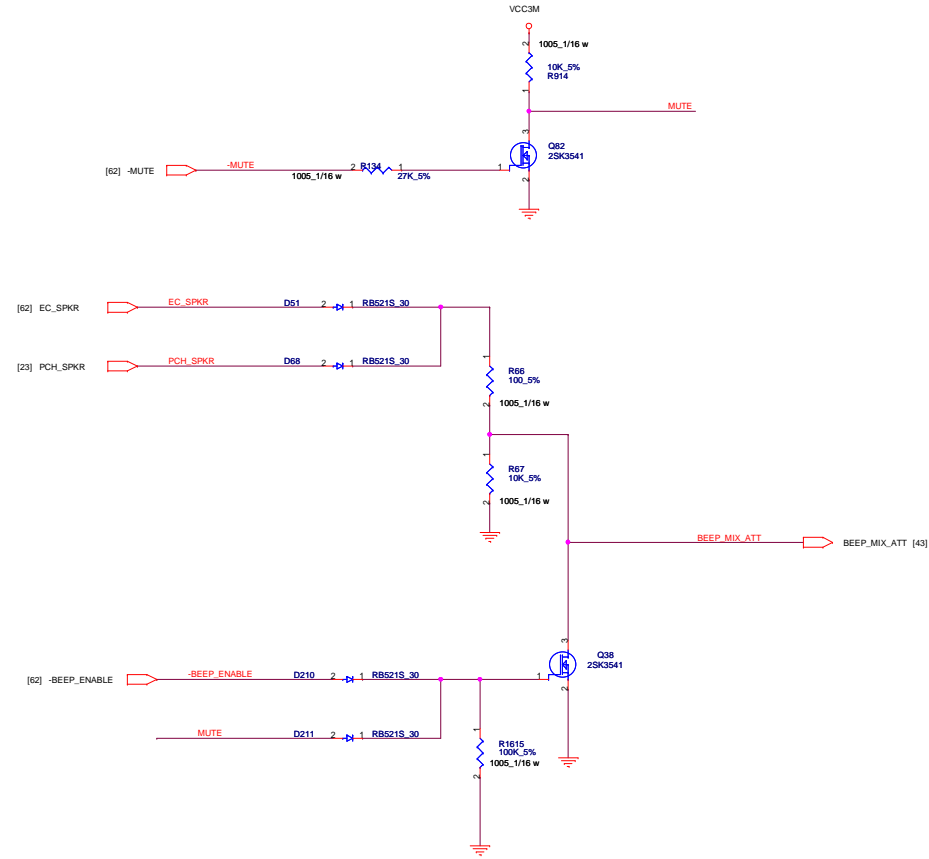 VCC3M
2
1005_1/16 w
10K_5%
R914
1
MUTE
3
Q82
2SK3541
[62] -MUTE
-MUTE
2
R134
1
1005_1/16 w
27K_5%
1
2
[62] EC_SPKR
EC_SPKR
D51
2
1
RB521S_30
[23] PCH_SPKR
PCH_SPKR
D68
2
1
RB521S_30
1
R66
100_5%
2
1005_1/16 w
1
R67
10K_5%
2
1005_1/16 w
BEEP_MIX_ATT
BEEP_MIX_ATT [43]
3
Q38
2SK3541
[62] -BEEP_ENABLE
-BEEP_ENABLE
D210
2
1
RB521S_30
1
2
MUTE
D211
2
1
RB521S_30
1
R1615
100K_5%
1005_1/16 w
2